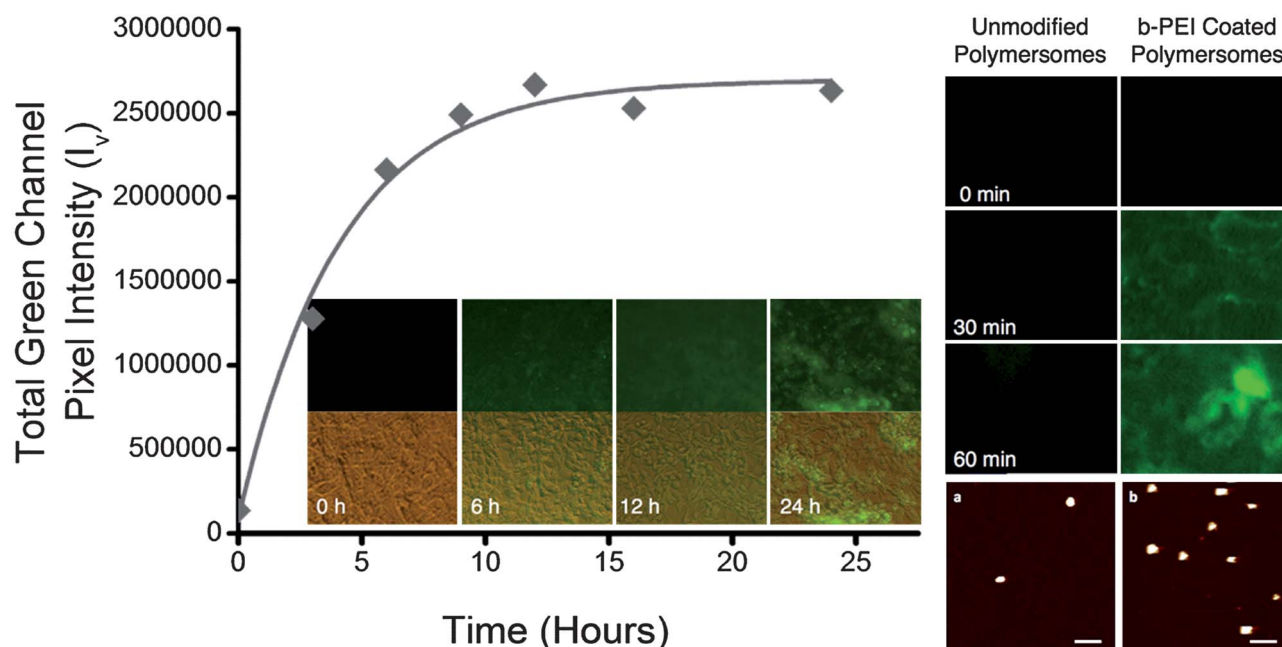 Total Green Channel
Pixel Intensity (Iv)
3000000
2500000
2000000
1500000
1000000
500000
0
0 h
6 h
12 h
24 h
0
5
10
15
20
25
Time (Hours)
Unmodified
Polymersomes
b-PEI Coated
Polymersomes
0 min
30 min
60 min
a
b